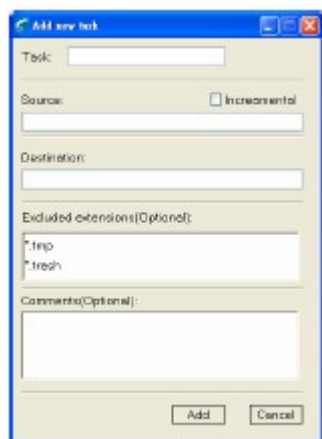 Add new task
Task:
Source:
Incremental
Destination:
Excluded extensions(Optional):
*.tmp
*.trash
Comments(Optional):
Add
Cancel